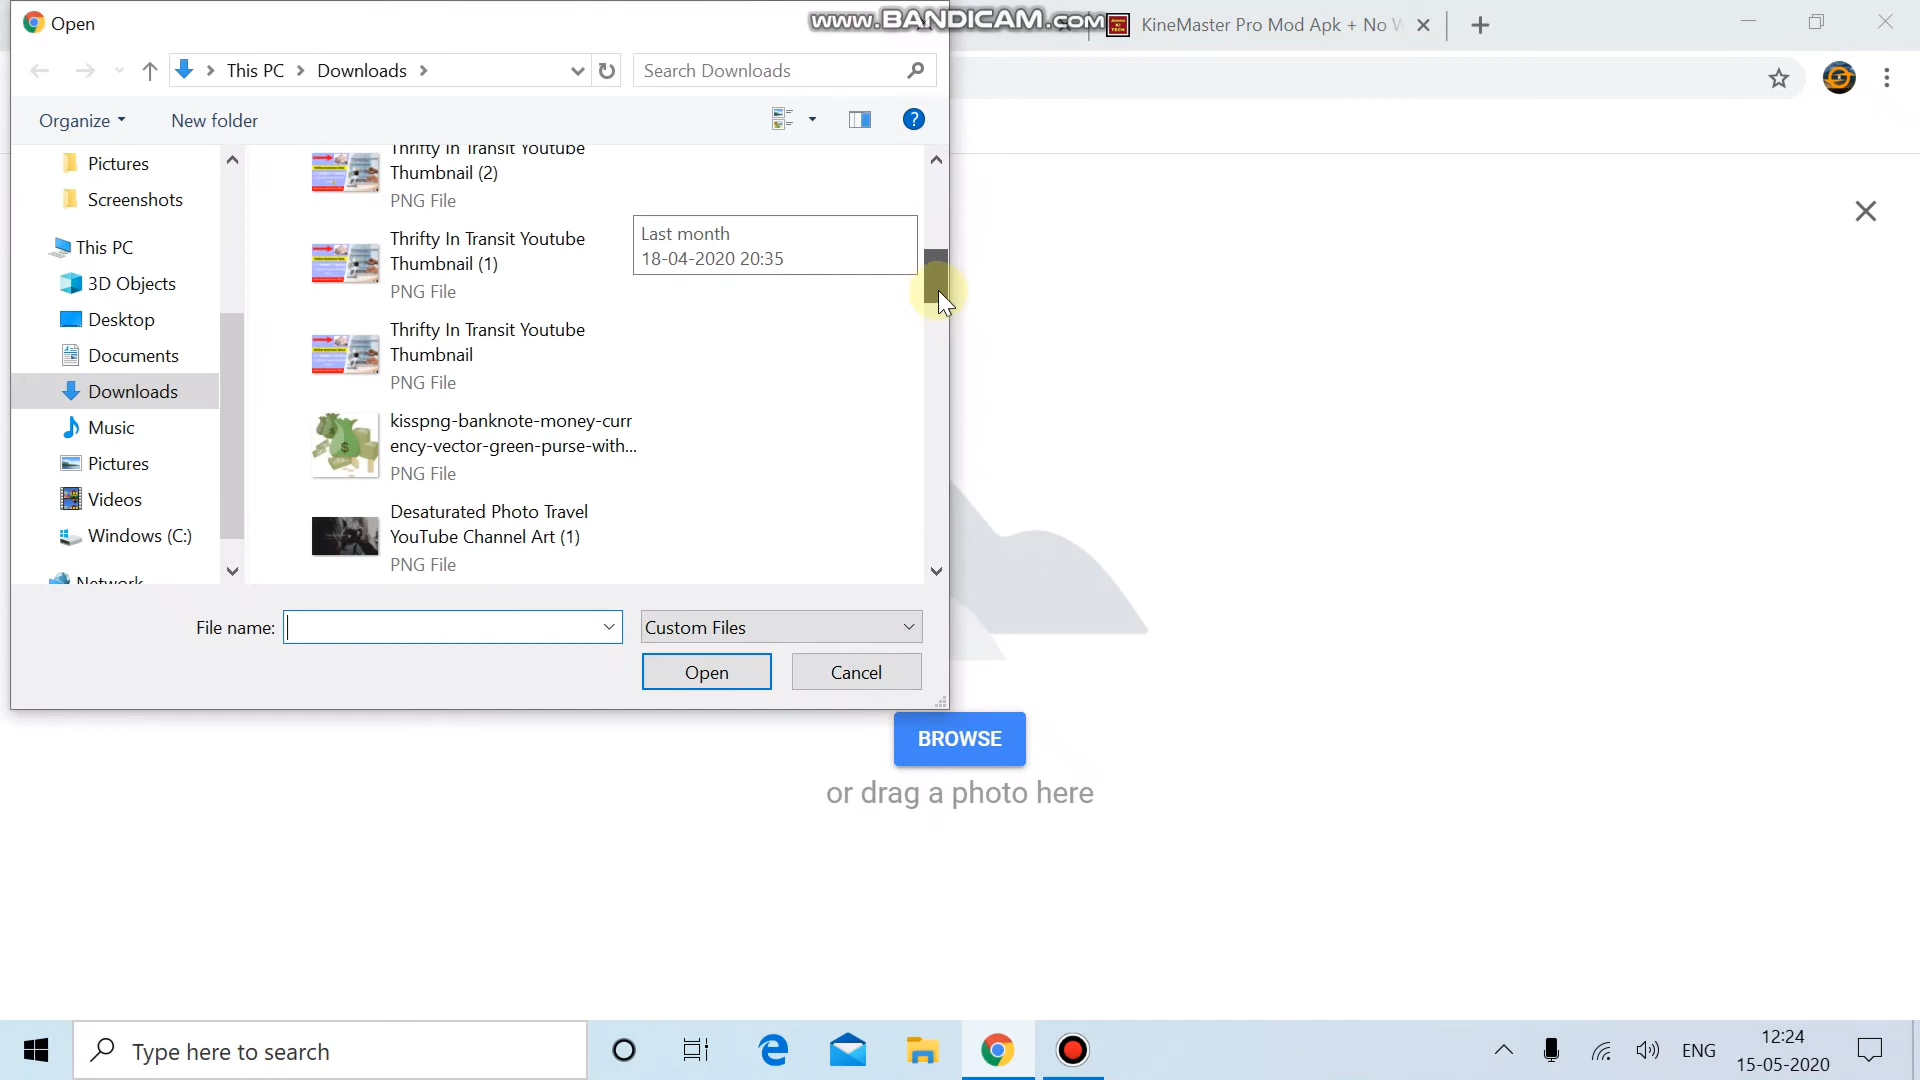 Open
www.BANDICAM.com
KineMaster Pro Mod Apk + No W
This PC
Downloads
Search Downloads
Organize
New folder
?
Pictures
Screenshots
This PC
3D Objects
Desktop
Documents
Downloads
Music
Pictures
Videos
Windows (C:)
Network
Thrifty In Transit Youtube
Thumbnail (2)
PNG File
Thrifty In Transit Youtube
Thumbnail (1)
PNG File
Thrifty In Transit Youtube
Thumbnail
PNG File
kisspng-banknote-money-curr
ency-vector-green-purse-with...
PNG File
Desaturated Photo Travel
YouTube Channel Art (1)
PNG File
Last month
18-04-2020 20:35
File name:
Custom Files
Open
Cancel
BROWSE
or drag a photo here
Type here to search
ENG
12:24
15-05-2020